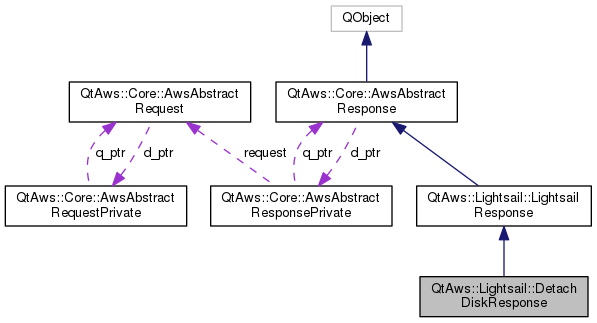 QObject
QtAws::Core::AwsAbstract
Request
QtAws::Core::AwsAbstract
Response
q_ptr
d_ptr
request
q_ptr
d_ptr
QtAws::Core::AwsAbstract
RequestPrivate
QtAws::Core::AwsAbstract
ResponsePrivate
QtAws::Lightsail::Lightsail
Response
QtAws::Lightsail::Detach
DiskResponse